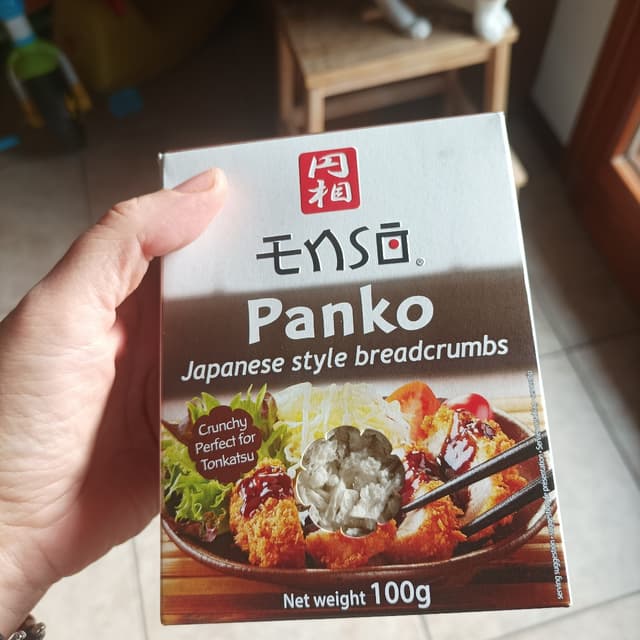 円
相
ENSŌ®
Panko
Japanese style breadcrumbs
Crunchy
Perfect for
Tonkatsu
Net weight 100g